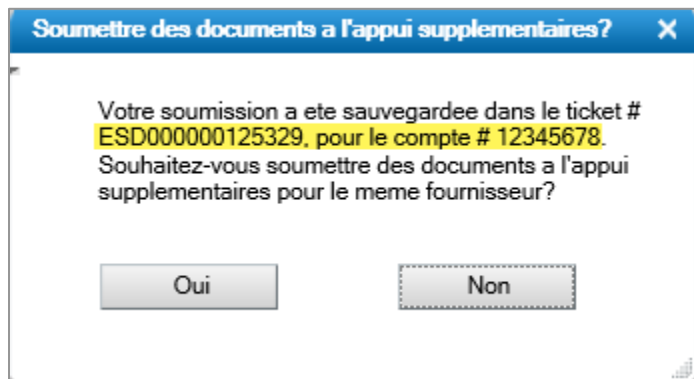 Soumettre des documents a l'appui supplementaires?
Votre soumission a ete sauvegardee dans le ticket #
ESD000000125329, pour le compte # 12345678.
Souhaitez-vous soumettre des documents a l'appui
supplementaires pour le meme fournisseur?
Oui
Non